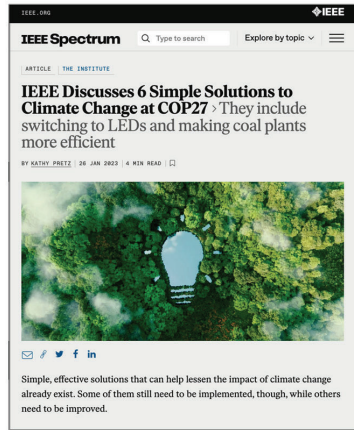 IEEE.ORG
IEEE
IEEE Spectrum
Type to search
Explore by topic
ARTICLE
THE INSTITUTE
IEEE Discusses 6 Simple Solutions to
Climate Change at COP27 > They include
switching to LEDs and making coal plants
more efficient
BY KATHY PRETZ | 26 JAN 2023 | 4 MIN READ |
Simple, effective solutions that can help lessen the impact of climate change
already exist. Some of them still need to be implemented, though, while others
need to be improved.